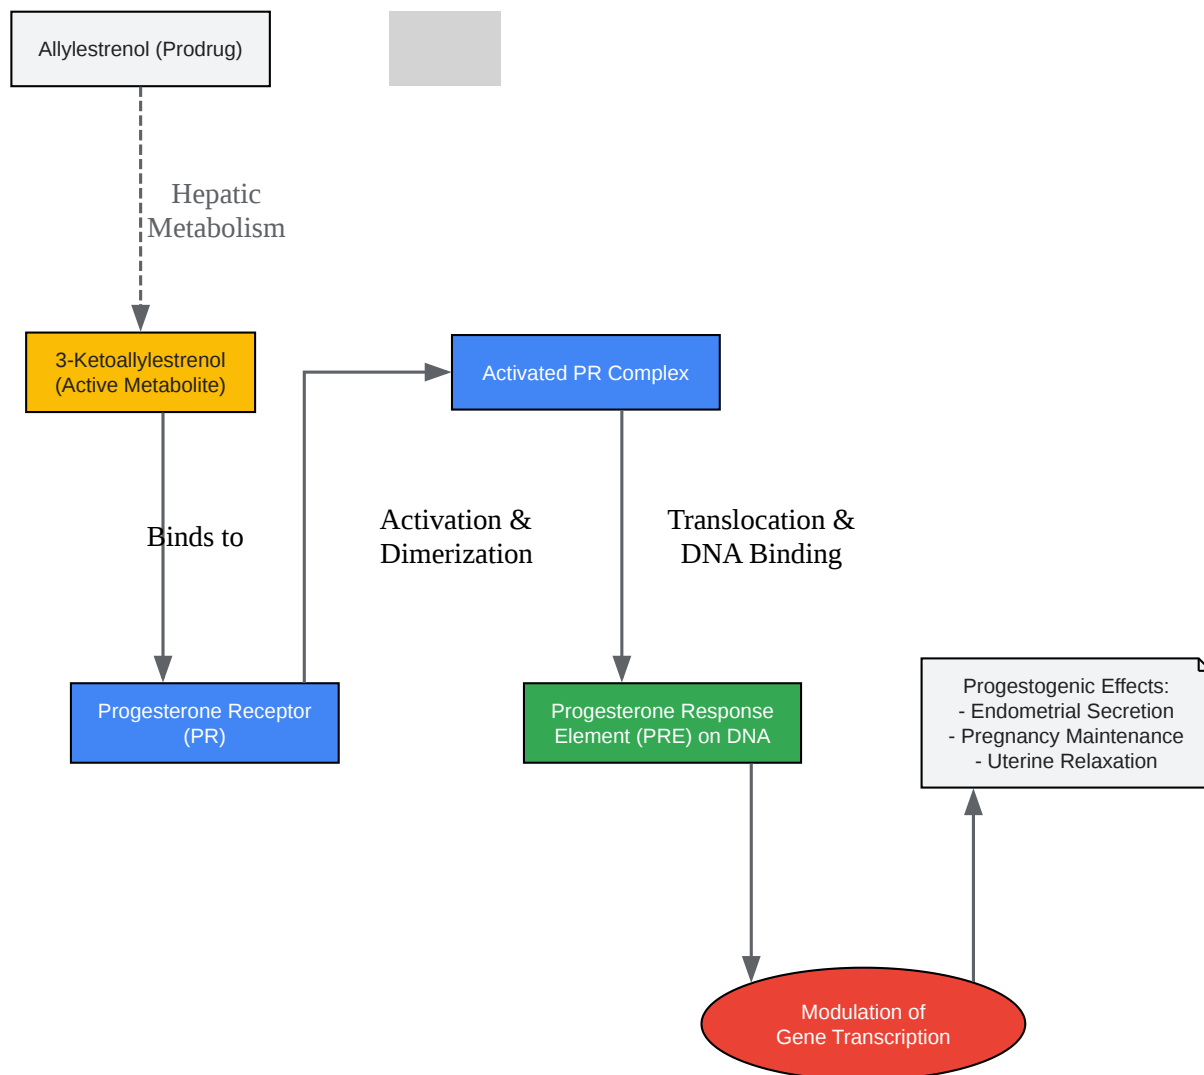 Allylestrenol (Prodrug)
Hepatic
Metabolism
3-Ketoallylestrenol
(Active Metabolite)
Activated PR Complex
Binds to
Activation &
Dimerization
Translocation &
DNA Binding
Progesterone Receptor
(PR)
Progesterone Response
Element (PRE) on DNA
Progestogenic Effects:
- Endometrial Secretion
- Pregnancy Maintenance
- Uterine Relaxation
Modulation of
Gene Transcription